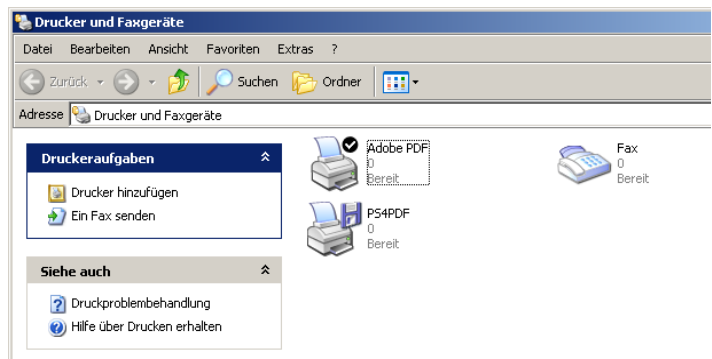 Drucker und Faxgeräte
Datei Bearbeiten Ansicht Favoriten Extras ?
Zurück Suchen Ordner
Adresse Drucker und Faxgeräte
Druckeraufgaben
Drucker hinzufügen
Ein Fax senden
Siehe auch
Druckproblembehandlung
Hilfe über Drucken erhalten
Adobe PDF
0
Bereit
Fax
0
Bereit
PS4PDF
0
Bereit